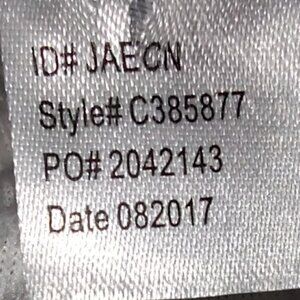 ID# JAECN
Style# C385877
PO# 2042143
Date 082017